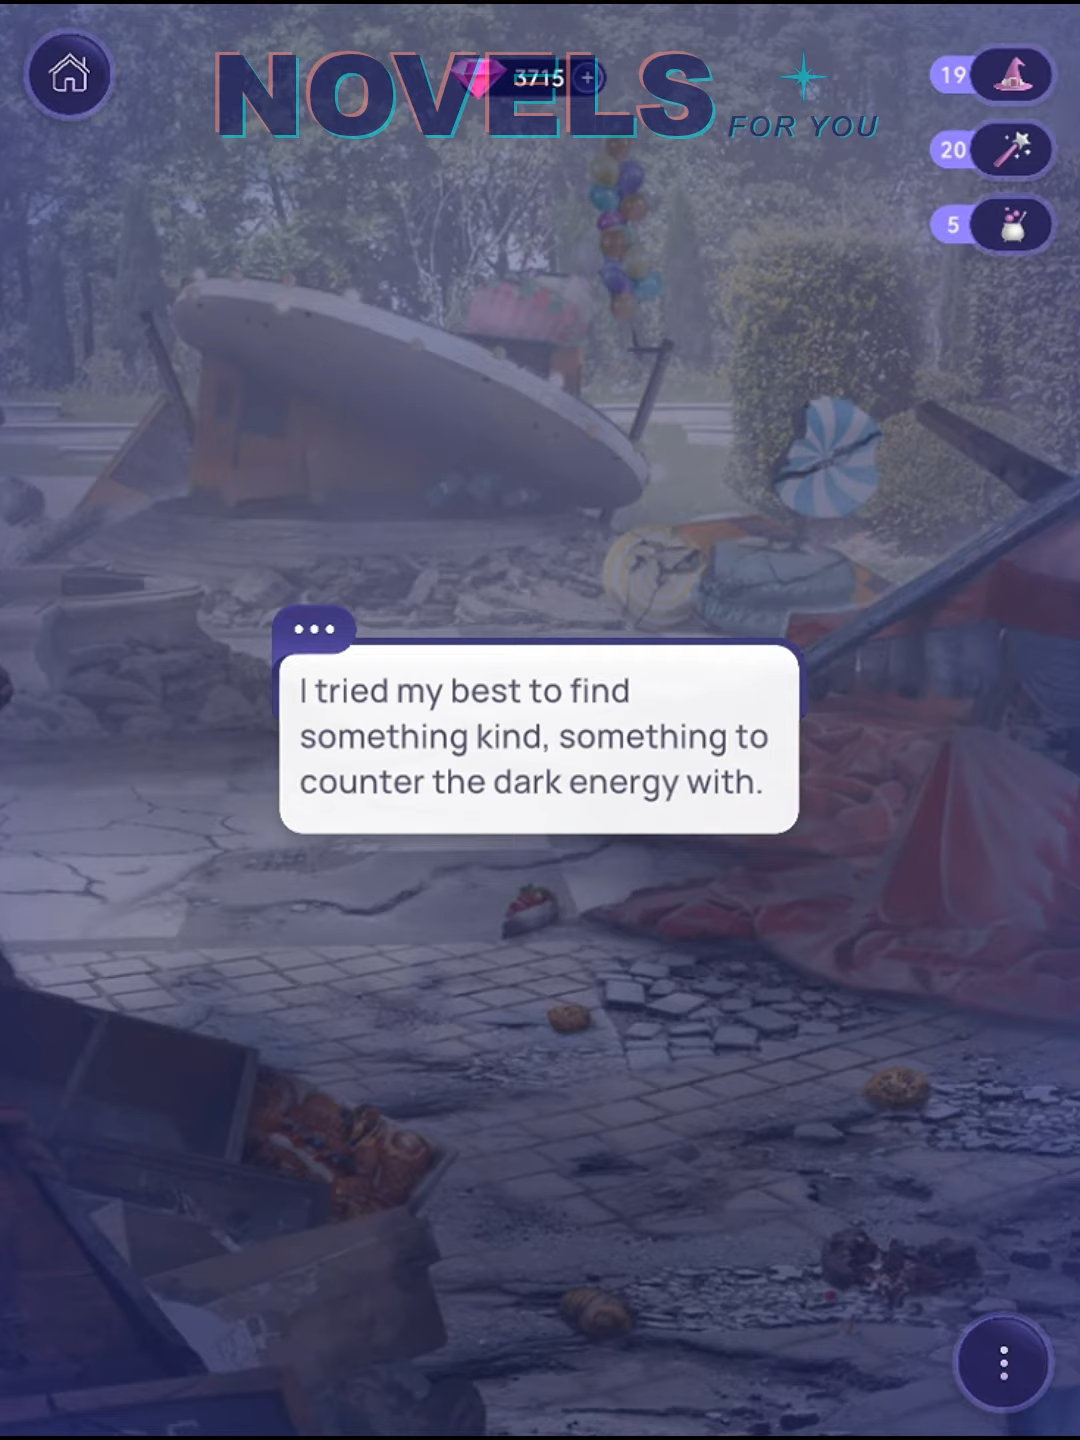 NOVELS
FOR YOU
3715
19
20
5
I tried my best to find
something kind, something to
counter the dark energy with.